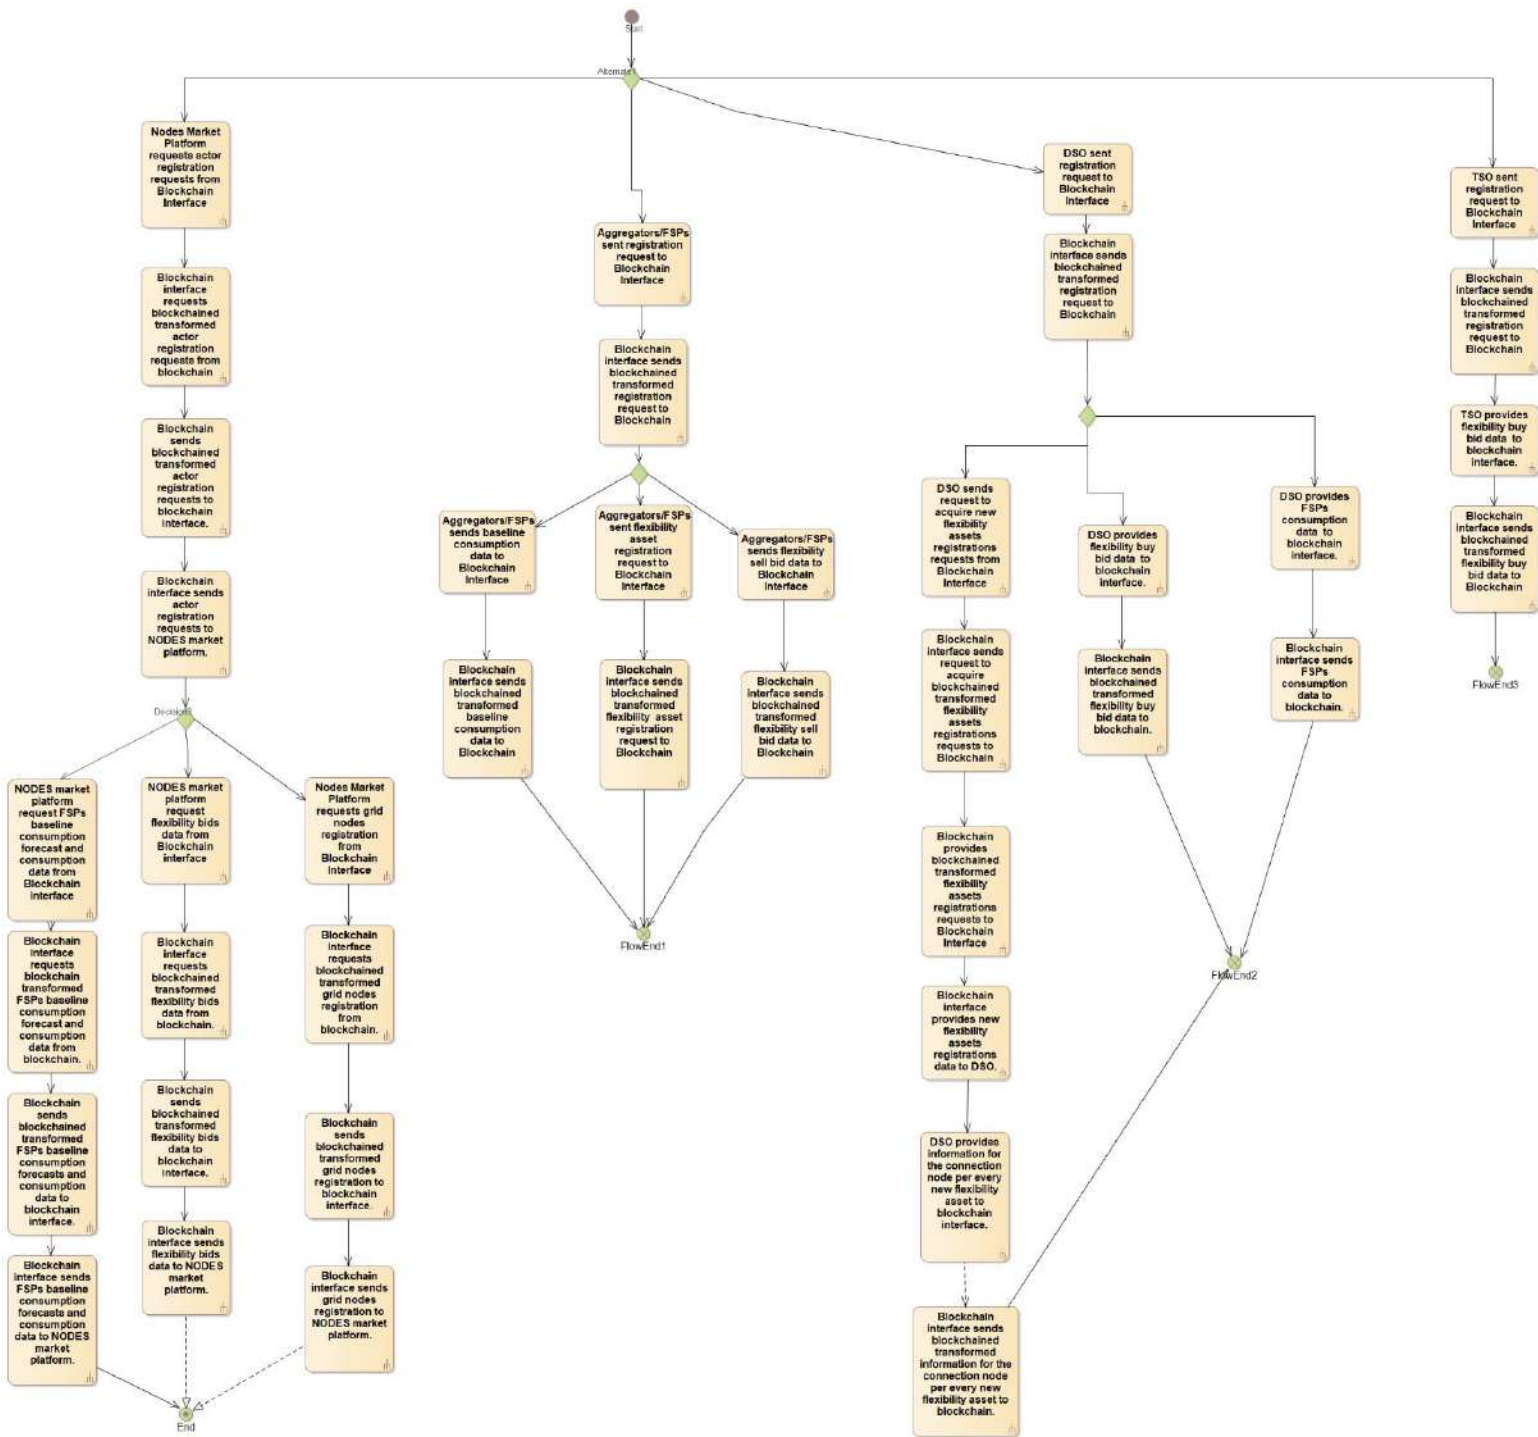 Start
Alternate1
Nodes Market
Platform
requests actor
registration
requests from
Blockchain
Interface
Blockchain
interface
requests
blockchained
transformed
actor
registration
requests from
blockchain
Blockchain
sends
blockchained
transformed
actor
registration
requests to
blockchain
interface.
Blockchain
interface sends
actor
registration
requests to
NODES market
platform.
NODES market
platform
request FSPs
baseline
consumption
forecast and
consumption
data from
Blockchain
interface
Blockchain
interface
requests
blockchain
transformed
FSPs baseline
consumption
forecast and
consumption
data from
blockchain.
Blockchain
sends
blockchained
transformed
FSPs baseline
consumption
forecasts and
consumption
data to
blockchain
interface.
Blockchain
interface sends
FSPs baseline
consumption
forecasts and
consumption
data to NODES
market
platform.
NODES market
platform
request
flexibility bids
data from
Blockchain
interface
Blockchain
interface
requests
blockchained
transformed
flexibility bids
data from
blockchain.
Blockchain
sends
blockchained
transformed
flexibility bids
data to
blockchain
interface.
Blockchain
interface sends
flexibility bids
data to NODES
market
platform.
Nodes Market
Platform
requests grid
nodes
registration
from
Blockchain
Interface
Blockchain
interface
requests
blockchained
transformed
grid nodes
registration
from
blockchain.
Blockchain
sends
blockchained
transformed
grid nodes
registration to
blockchain
interface.
Blockchain
interface sends
grid nodes
registration to
NODES market
platform.
End
Aggregators/FSPs
sent registration
request to
Blockchain
Interface
Blockchain
interface sends
blockchained
transformed
registration
request to
Blockchain
Aggregators/FSPs
sends baseline
consumption
data to
Blockchain
Interface
Blockchain
interface sends
blockchained
transformed
baseline
consumption
data to
Blockchain
Aggregators/FSPs
sent flexibility
asset
registration
request to
Blockchain
Interface
Blockchain
interface sends
blockchained
transformed
flexibility asset
registration
request to
Blockchain
Aggregators/FSPs
sends flexibility
sell bid data to
Blockchain
Interface
Blockchain
interface sends
blockchained
transformed
flexibility sell
bid data to
Blockchain
FlowEnd1
DSO sent
registration
request to
Blockchain
Interface
Blockchain
interface sends
blockchained
transformed
registration
request to
Blockchain
DSO sends
request to
acquire new
flexibility
assets
registrations
requests from
Blockchain
Interface
Blockchain
interface sends
request to
acquire
blockchained
transformed
flexibility
assets
registrations
requests to
Blockchain
Blockchain
provides
blockchained
transformed
flexibility
assets
registrations
requests to
Blockchain
Interface
Blockchain
interface
provides new
flexibility
assets
registrations
data to DSO.
DSO provides
information for
the connection
node per every
new flexibility
asset to
blockchain
interface.
Blockchain
interface sends
blockchained
transformed
information for the
connection node
per every new
flexibility asset to
blockchain.
DSO provides
flexibility buy
bid data to
blockchain
interface.
Blockchain
interface sends
blockchained
transformed
flexibility buy
bid data to
blockchain.
DSO provides
FSPs
consumption
data to
blockchain
interface.
Blockchain
interface sends
FSPs
consumption
data to
blockchain.
FlowEnd2
TSO sent
registration
request to
Blockchain
Interface
Blockchain
interface sends
blockchained
transformed
registration
request to
Blockchain
TSO provides
flexibility buy
bid data to
blockchain
interface.
Blockchain
interface sends
blockchained
transformed
flexibility buy
bid data to
Blockchain
FlowEnd3